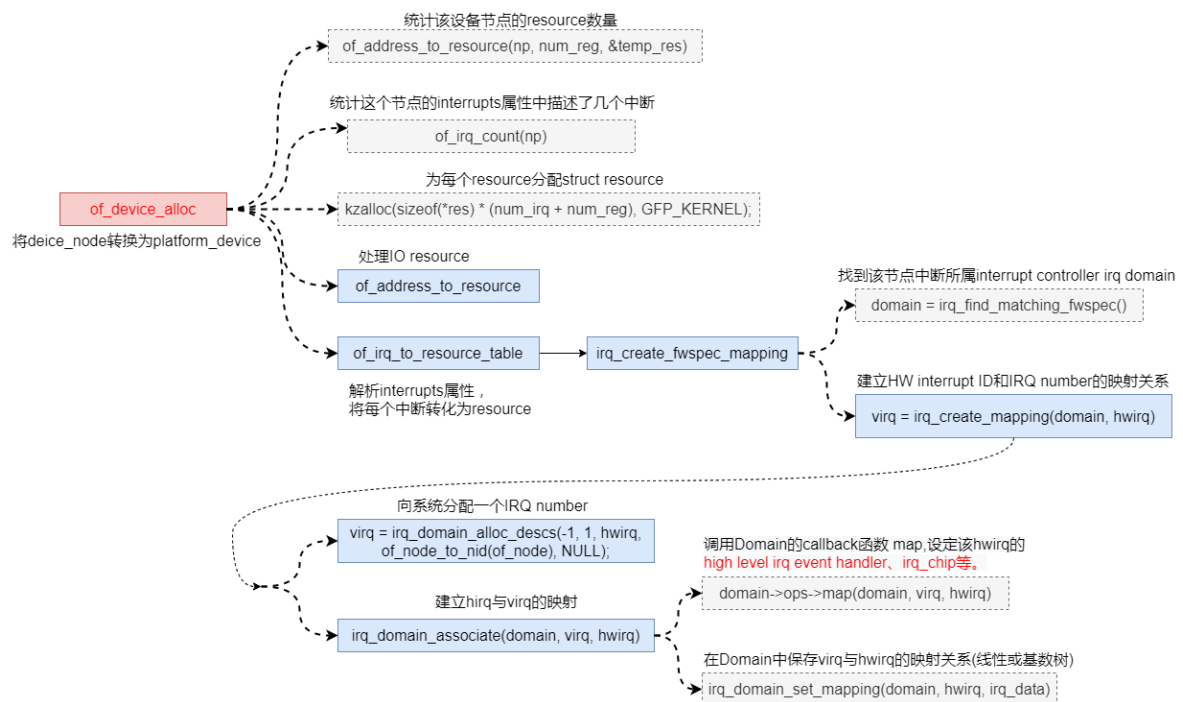 统计该设备节点的resource数量
of_address_to_resource(np, num_reg, &temp_res)
统计这个节点的interrupts属性中描述了几个中断
of_irq_count(np)
为每个resource分配struct resource
of_device_alloc
kzalloc(sizeof(*res) * (num_irq + num_reg), GFP_KERNEL);
将deice_node转换为platform_device
处理IO resource
of_address_to_resource
找到该节点中断所属interrupt controller irq domain
domain = irq_find_matching_fwspec()
of_irq_to_resource_table
irq_create_fwspec_mapping
解析interrupts属性，
将每个中断转化为resource
建立HW interrupt ID和IRQ number的映射关系
virq = irq_create_mapping(domain, hwirq)
向系统分配一个IRQ number
virq = irq_domain_alloc_descs(-1, 1, hwirq,
of_node_to_nid(of_node), NULL);
调用Domain的callback函数 map,设定该hwirq的
high level irq event handler、irq_chip等。
domain->ops->map(domain, virq, hwirq)
建立hirq与virq的映射
irq_domain_associate(domain, virq, hwirq)
在Domain中保存virq与hwirq的映射关系(线性或基数树)
irq_domain_set_mapping(domain, hwirq, irq_data)